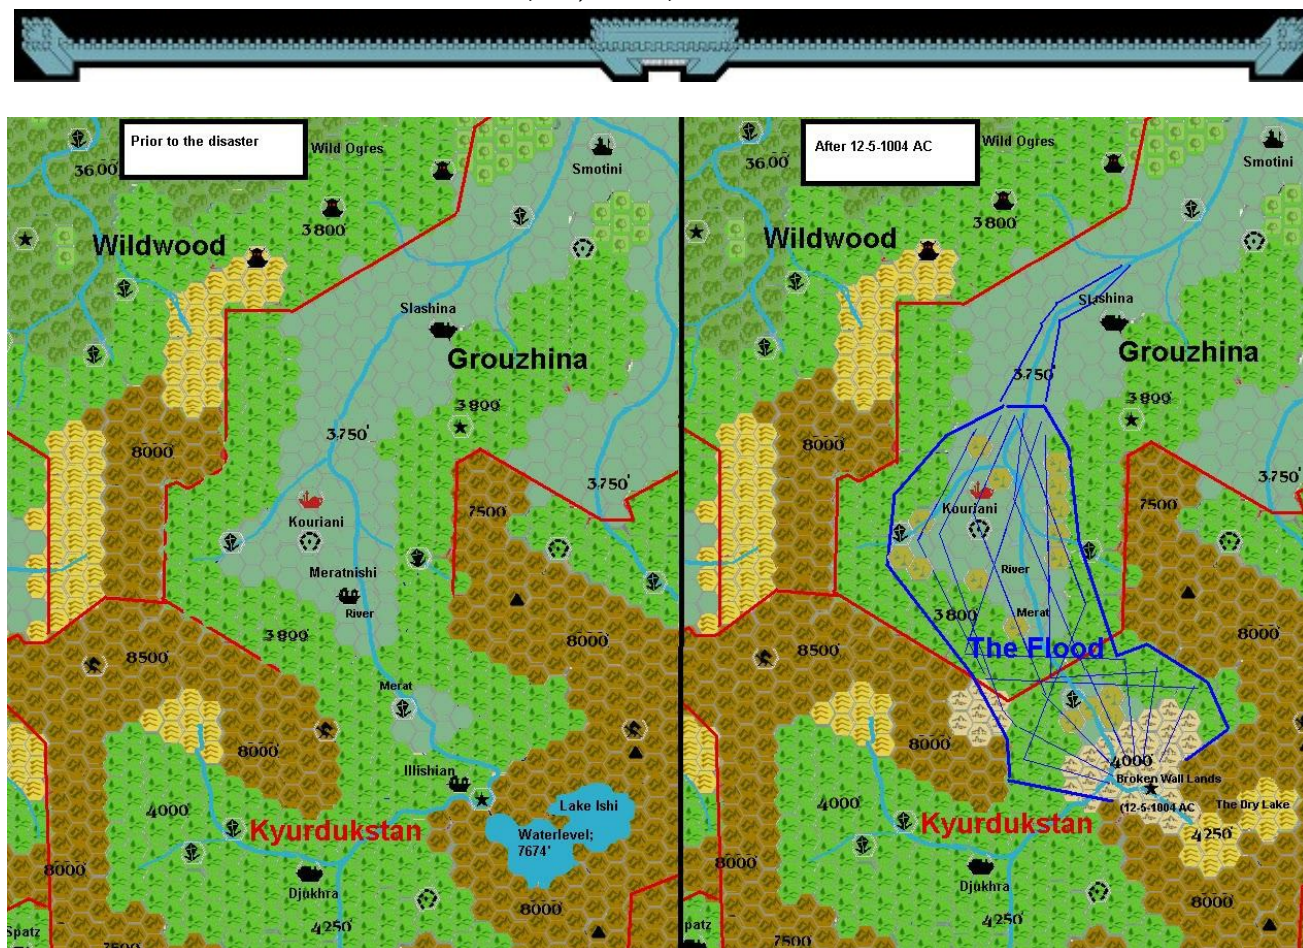 Prior to the disaster
Wild Ogres
Smotini
3600
3800'
Wildwood
Slashina
Grouzhina
3800
3750'
8000'
3750'
7500'
Kouriani
Meratnishi
River
3800'
8000'
8500'
Merat
8000'
Illishian
Lake Ishi
4000'
Kyurdukstan
Waterlevel;
7674'
8000'
Djukhra
8000'
4250'
Spatz
7500
After 12-5-1004 AC
Wild Ogres
Smotini
3600
3800'
Wildwood
Slashina
Grouzhina
3750'
3800
8000'
3750'
7500'
Kouriani
River
Merat
3800'
8000'
The Flood
8500'
8000'
4000'
Broken Wall Lands
(12-5-1004 AC
The Dry Lake
4000'
4250'
Kyurdukstan
8000'
Djukhra
8000'
4250'
patz
7500